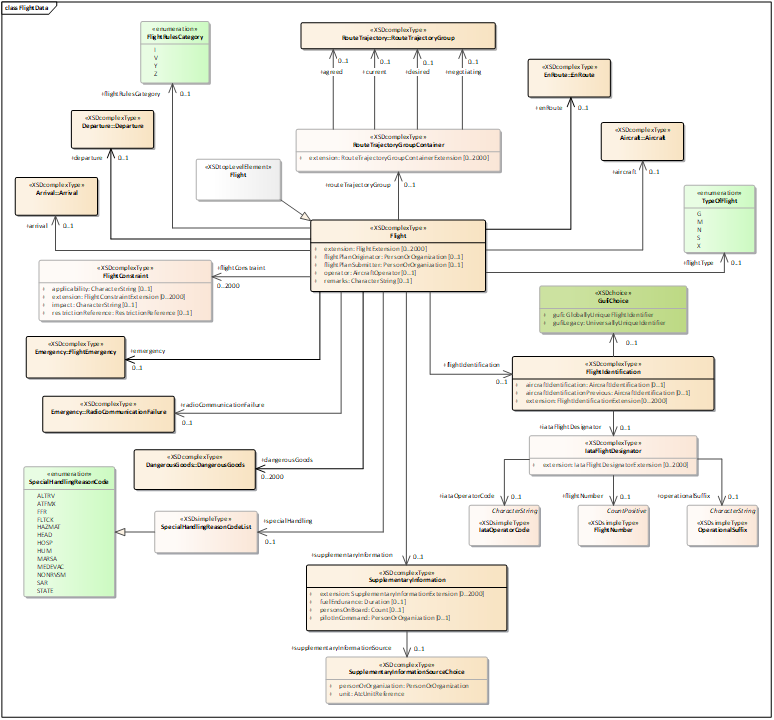 class FlightData
«enumeration»
FlightRulesCategory
I
V
Y
Z
«XSDcomplexType»
RouteTrajectory::RouteTrajectoryGroup
+agreed
0..1
+current
0..1
+desired
0..1
+negotiating
0..1
«XSDcomplexType»
EnRoute::EnRoute
+flightRulesCategory
0..1
+enRoute
0..1
«XSDcomplexType»
Departure::Departure
+departure
0..1
«XSDcomplexType»
RouteTrajectoryGroupContainer
extension: RouteTrajectoryGroupContainerExtension [0..2000]
«XSDcomplexType»
Aircraft::Aircraft
+aircraft
0..1
«XSDtopLevelElement»
Flight
+routeTrajectoryGroup
0..1
«XSDcomplexType»
Arrival::Arrival
+arrival
0..1
«enumeration»
TypeOfFlight
G
M
N
S
X
+flightType
0..1
«XSDcomplexType»
Flight
extension: FlightExtension [0..2000]
flightPlanOriginator: PersonOrOrganization [0..1]
flightPlanSubmitter: PersonOrOrganization [0..1]
operator: AircraftOperator [0..1]
remarks: CharacterString [0..1]
«XSDcomplexType»
FlightConstraint
applicability: CharacterString [0..1]
extension: FlightConstraintExtension [0..2000]
impact: CharacterString [0..1]
restrictionReference: RestrictionReference [0..1]
+flightConstraint
0..2000
«XSDchoice»
GufiChoice
gufi: GloballyUniqueFlightIdentifier
gufiLegacy: UniversallyUniqueIdentifier
0..1
«XSDcomplexType»
Emergency::FlightEmergency
+emergency
0..1
+flightIdentification
0..1
«XSDcomplexType»
FlightIdentification
aircraftIdentification: AircraftIdentification [0..1]
aircraftIdentificationPrevious: AircraftIdentification [0..1]
extension: FlightIdentificationExtension [0..2000]
«XSDcomplexType»
Emergency::RadioCommunicationFailure
+radioCommunicationFailure
0..1
+iataFlightDesignator
0..1
«XSDcomplexType»
IataFlightDesignator
extension: IataFlightDesignatorExtension [0..2000]
«XSDcomplexType»
DangerousGoods::DangerousGoods
+dangerousGoods
0..2000
+iataOperatorCode
0..1
+flightNumber
0..1
+operationalSuffix
0..1
CharacterString
«XSDsimpleType»
IataOperatorCode
CountPositive
«XSDsimpleType»
FlightNumber
CharacterString
«XSDsimpleType»
OperationalSuffix
«enumeration»
SpecialHandlingReasonCode
ALTRV
ATFMX
FFR
FLTCK
HAZMAT
HEAD
HOSP
HUM
MARSA
MEDEVAC
NONRVSM
SAR
STATE
«XSDsimpleType»
SpecialHandlingReasonCodeList
+specialHandling
0..1
+supplementaryInformation
0..1
«XSDcomplexType»
SupplementaryInformation
extension: SupplementaryInformationExtension [0..2000]
fuelEndurance: Duration [0..1]
personsOnBoard: Count [0..1]
pilotInCommand: PersonOrOrganization [0..1]
+supplementaryInformationSource
0..1
«XSDcomplexType»
SupplementaryInformationSourceChoice
personOrOrganization: PersonOrOrganization
unit: AtcUnitReference